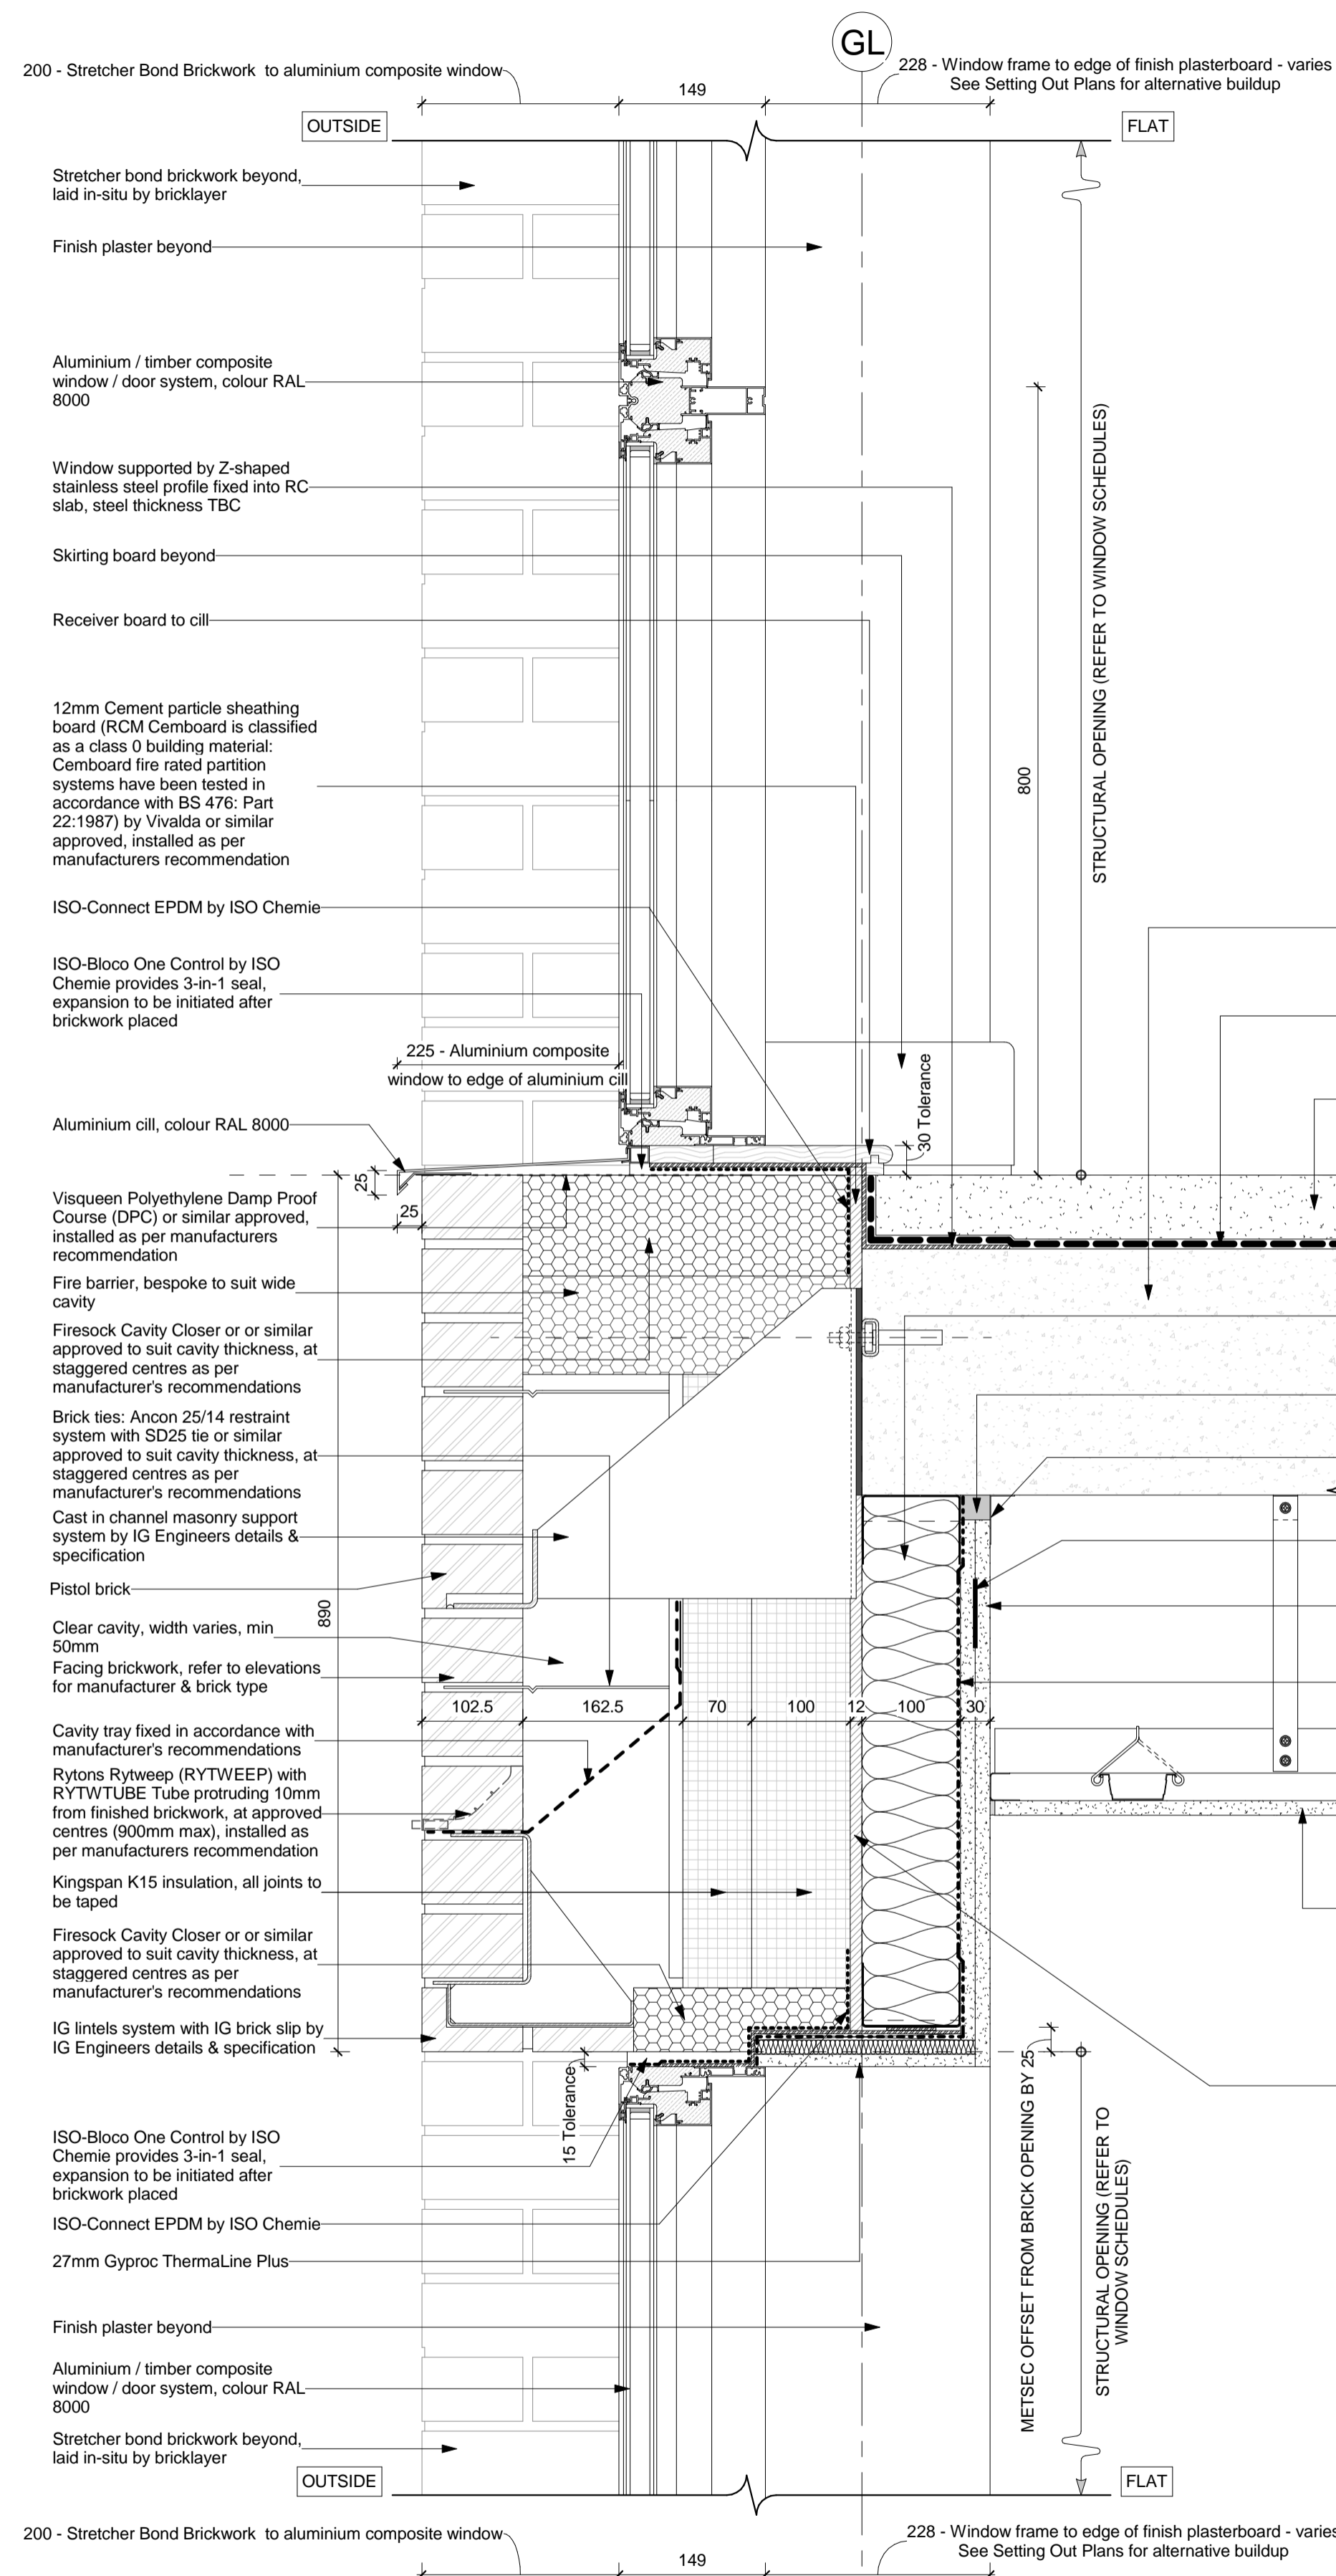 GL
200 - Stretcher Bond Brickwork to aluminium composite window
228 - Window frame to edge of finish plasterboard - varies
See Setting Out Plans for alternative buildup
149
OUTSIDE
FLAT
Stretcher bond brickwork beyond,
laid in-situ by bricklayer
Finish plaster beyond
Aluminium / timber composite
window / door system, colour RAL
8000
Window supported by Z-shaped
stainless steel profile fixed into RC
slab, steel thickness TBC
Skirting board beyond
Receiver board to cill
12mm Cement particle sheathing
board (RCM Cemboard is classified
as a class 0 building material:
Cemboard fire rated partition
systems have been tested in
accordance with BS 476: Part
22:1987) by Vivalda or similar
approved, installed as per
manufacturers recommendation
800
STRUCTURAL OPENING (REFER TO WINDOW SCHEDULES)
ISO-Connect EPDM by ISO Chemie
ISO-Bloco One Control by ISO
Chemie provides 3-in-1 seal,
expansion to be initiated after
brickwork placed
225 - Aluminium composite
window to edge of aluminium cill
30 Tolerance
Aluminium cill, colour RAL 8000
25
25
Visqueen Polyethylene Damp Proof
Course (DPC) or similar approved,
installed as per manufacturers
recommendation
Fire barrier, bespoke to suit wide
cavity
Firesock Cavity Closer or or similar
approved to suit cavity thickness, at
staggered centres as per
manufacturer's recommendations
Brick ties: Ancon 25/14 restraint
system with SD25 tie or similar
approved to suit cavity thickness, at
staggered centres as per
manufacturer's recommendations
Cast in channel masonry support
system by IG Engineers details &
specification
Pistol brick
890
Clear cavity, width varies, min
50mm
Facing brickwork, refer to elevations
for manufacturer & brick type
102.5
162.5
70
100
12
100
30
Cavity tray fixed in accordance with
manufacturer's recommendations
Rytons Rytweep (RYTWEEP) with
RYTWTUBE Tube protruding 10mm
from finished brickwork, at approved
centres (900mm max), installed as
per manufacturers recommendation
Kingspan K15 insulation, all joints to
be taped
Firesock Cavity Closer or or similar
approved to suit cavity thickness, at
staggered centres as per
manufacturer's recommendations
IG lintels system with IG brick slip by
IG Engineers details & specification
15 Tolerance
METSEC OFFSET FROM BRICK OPENING BY 25
STRUCTURAL OPENING (REFER TO
WINDOW SCHEDULES)
ISO-Bloco One Control by ISO
Chemie provides 3-in-1 seal,
expansion to be initiated after
brickwork placed
ISO-Connect EPDM by ISO Chemie
27mm Gyproc ThermaLine Plus
Finish plaster beyond
Aluminium / timber composite
window / door system, colour RAL
8000
Stretcher bond brickwork beyond,
laid in-situ by bricklayer
OUTSIDE
FLAT
200 - Stretcher Bond Brickwork to aluminium composite window
228 - Window frame to edge of finish plasterboard - varies
See Setting Out Plans for alternative buildup
149